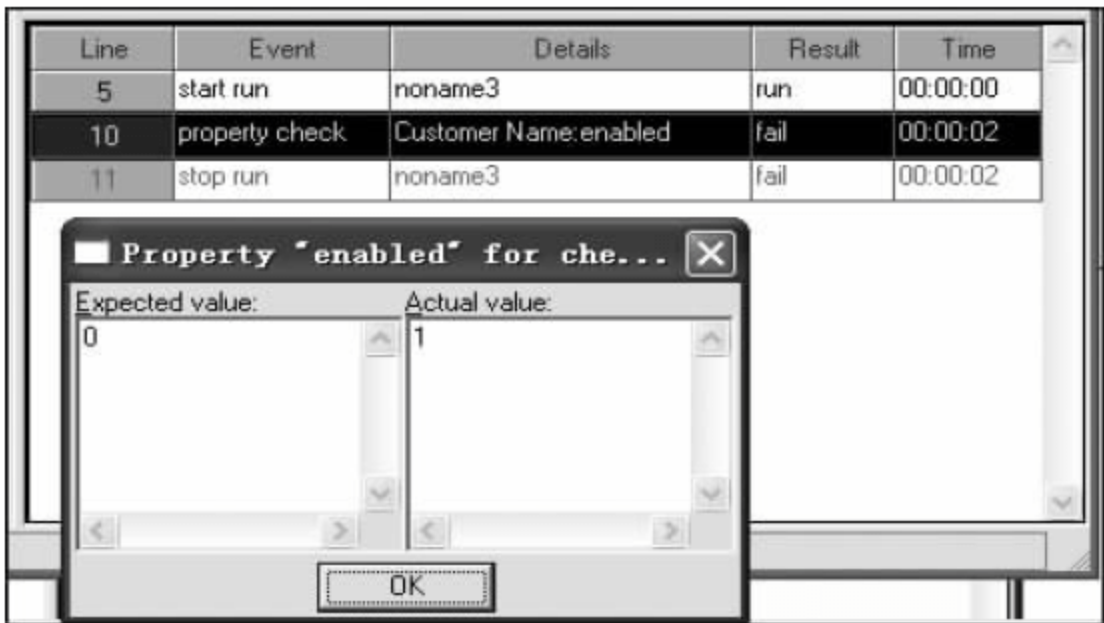 Line Event Details Result Time
5 start run noname3 run 00:00:00
10 property check Customer Name:enabled fail 00:00:02
11 stop run noname3 fail 00:00:02
Property "enabled" for che...
Expected value: Actual value:
0 1
OK